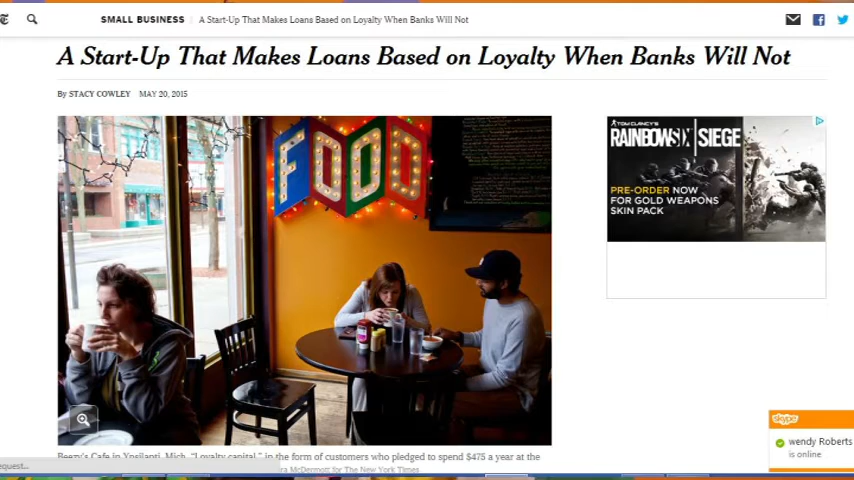 SMALL BUSINESS | A Start-Up That Makes Loans Based on Loyalty When Banks Will Not
A Start-Up That Makes Loans Based on Loyalty When Banks Will Not
By STACY COWLEY MAY 20, 2015
FOOD
TOM CLANCY'S
RAINBOW SIX | SIEGE
PRE-ORDER NOW
FOR GOLD WEAPONS
SKIN PACK
skype
wendy Roberts
is online
Beezy's Cafe in Ypsilanti, Mich. "Loyalty capital," in the form of customers who pledged to spend $475 a year at the
equest...
ra McDermott for The New York Times